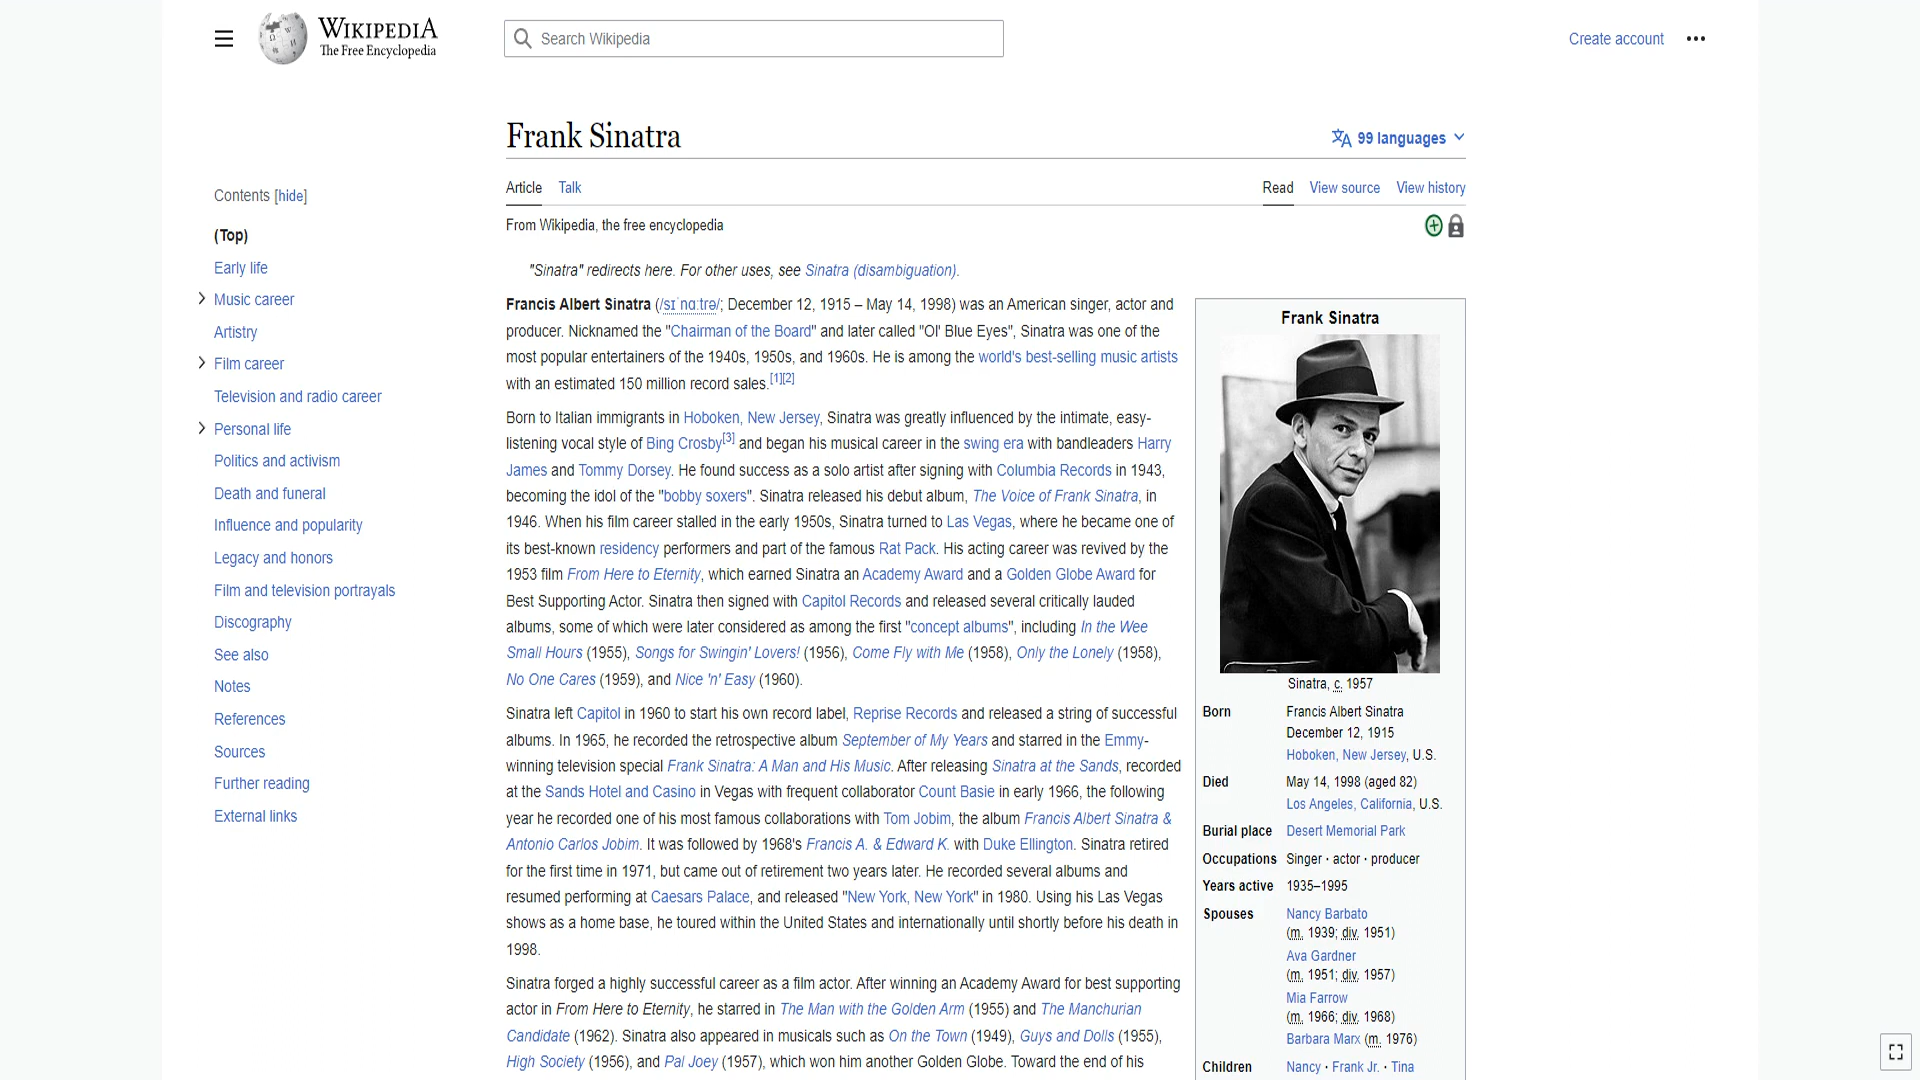 WIKIPEDIA
The Free Encyclopedia
Search Wikipedia
Create account
Frank Sinatra
99 languages
Article Talk
Read View source View history
From Wikipedia, the free encyclopedia
Contents [hide]
(Top)
Early life
Music career
Artistry
Film career
Television and radio career
Personal life
Politics and activism
Death and funeral
Influence and popularity
Legacy and honors
Film and television portrayals
Discography
See also
Notes
References
Sources
Further reading
External links
"Sinatra" redirects here. For other uses, see Sinatra (disambiguation).
Francis Albert Sinatra (/sɪˈnɑːtrə/; December 12, 1915 – May 14, 1998) was an American singer, actor and
producer. Nicknamed the "Chairman of the Board" and later called "Ol' Blue Eyes", Sinatra was one of the
most popular entertainers of the 1940s, 1950s, and 1960s. He is among the world's best-selling music artists
with an estimated 150 million record sales.[1][2]
Born to Italian immigrants in Hoboken, New Jersey, Sinatra was greatly influenced by the intimate, easy-
listening vocal style of Bing Crosby[3] and began his musical career in the swing era with bandleaders Harry
James and Tommy Dorsey. He found success as a solo artist after signing with Columbia Records in 1943,
becoming the idol of the "bobby soxers". Sinatra released his debut album, The Voice of Frank Sinatra, in
1946. When his film career stalled in the early 1950s, Sinatra turned to Las Vegas, where he became one of
its best-known residency performers and part of the famous Rat Pack. His acting career was revived by the
1953 film From Here to Eternity, which earned Sinatra an Academy Award and a Golden Globe Award for
Best Supporting Actor. Sinatra then signed with Capitol Records and released several critically lauded
albums, some of which were later considered as among the first "concept albums", including In the Wee
Small Hours (1955), Songs for Swingin' Lovers! (1956), Come Fly with Me (1958), Only the Lonely (1958),
No One Cares (1959), and Nice 'n' Easy (1960).
Sinatra left Capitol in 1960 to start his own record label, Reprise Records and released a string of successful
albums. In 1965, he recorded the retrospective album September of My Years and starred in the Emmy-
winning television special Frank Sinatra: A Man and His Music. After releasing Sinatra at the Sands, recorded
at the Sands Hotel and Casino in Vegas with frequent collaborator Count Basie in early 1966, the following
year he recorded one of his most famous collaborations with Tom Jobim, the album Francis Albert Sinatra &
Antonio Carlos Jobim. It was followed by 1968's Francis A. & Edward K. with Duke Ellington. Sinatra retired
for the first time in 1971, but came out of retirement two years later. He recorded several albums and
resumed performing at Caesars Palace, and released "New York, New York" in 1980. Using his Las Vegas
shows as a home base, he toured within the United States and internationally until shortly before his death in
1998.
Sinatra forged a highly successful career as a film actor. After winning an Academy Award for best supporting
actor in From Here to Eternity, he starred in The Man with the Golden Arm (1955) and The Manchurian
Candidate (1962). Sinatra also appeared in musicals such as On the Town (1949), Guys and Dolls (1955),
High Society (1956), and Pal Joey (1957), which won him another Golden Globe. Toward the end of his
Frank Sinatra
Sinatra, c. 1957
Born Francis Albert Sinatra
December 12, 1915
Hoboken, New Jersey, U.S.
Died May 14, 1998 (aged 82)
Los Angeles, California, U.S.
Burial place Desert Memorial Park
Occupations Singer · actor · producer
Years active 1935–1995
Spouses Nancy Barbato
(m. 1939; div. 1951)
Ava Gardner
(m. 1951; div. 1957)
Mia Farrow
(m. 1966; div. 1968)
Barbara Marx (m. 1976)
Children Nancy · Frank Jr. · Tina